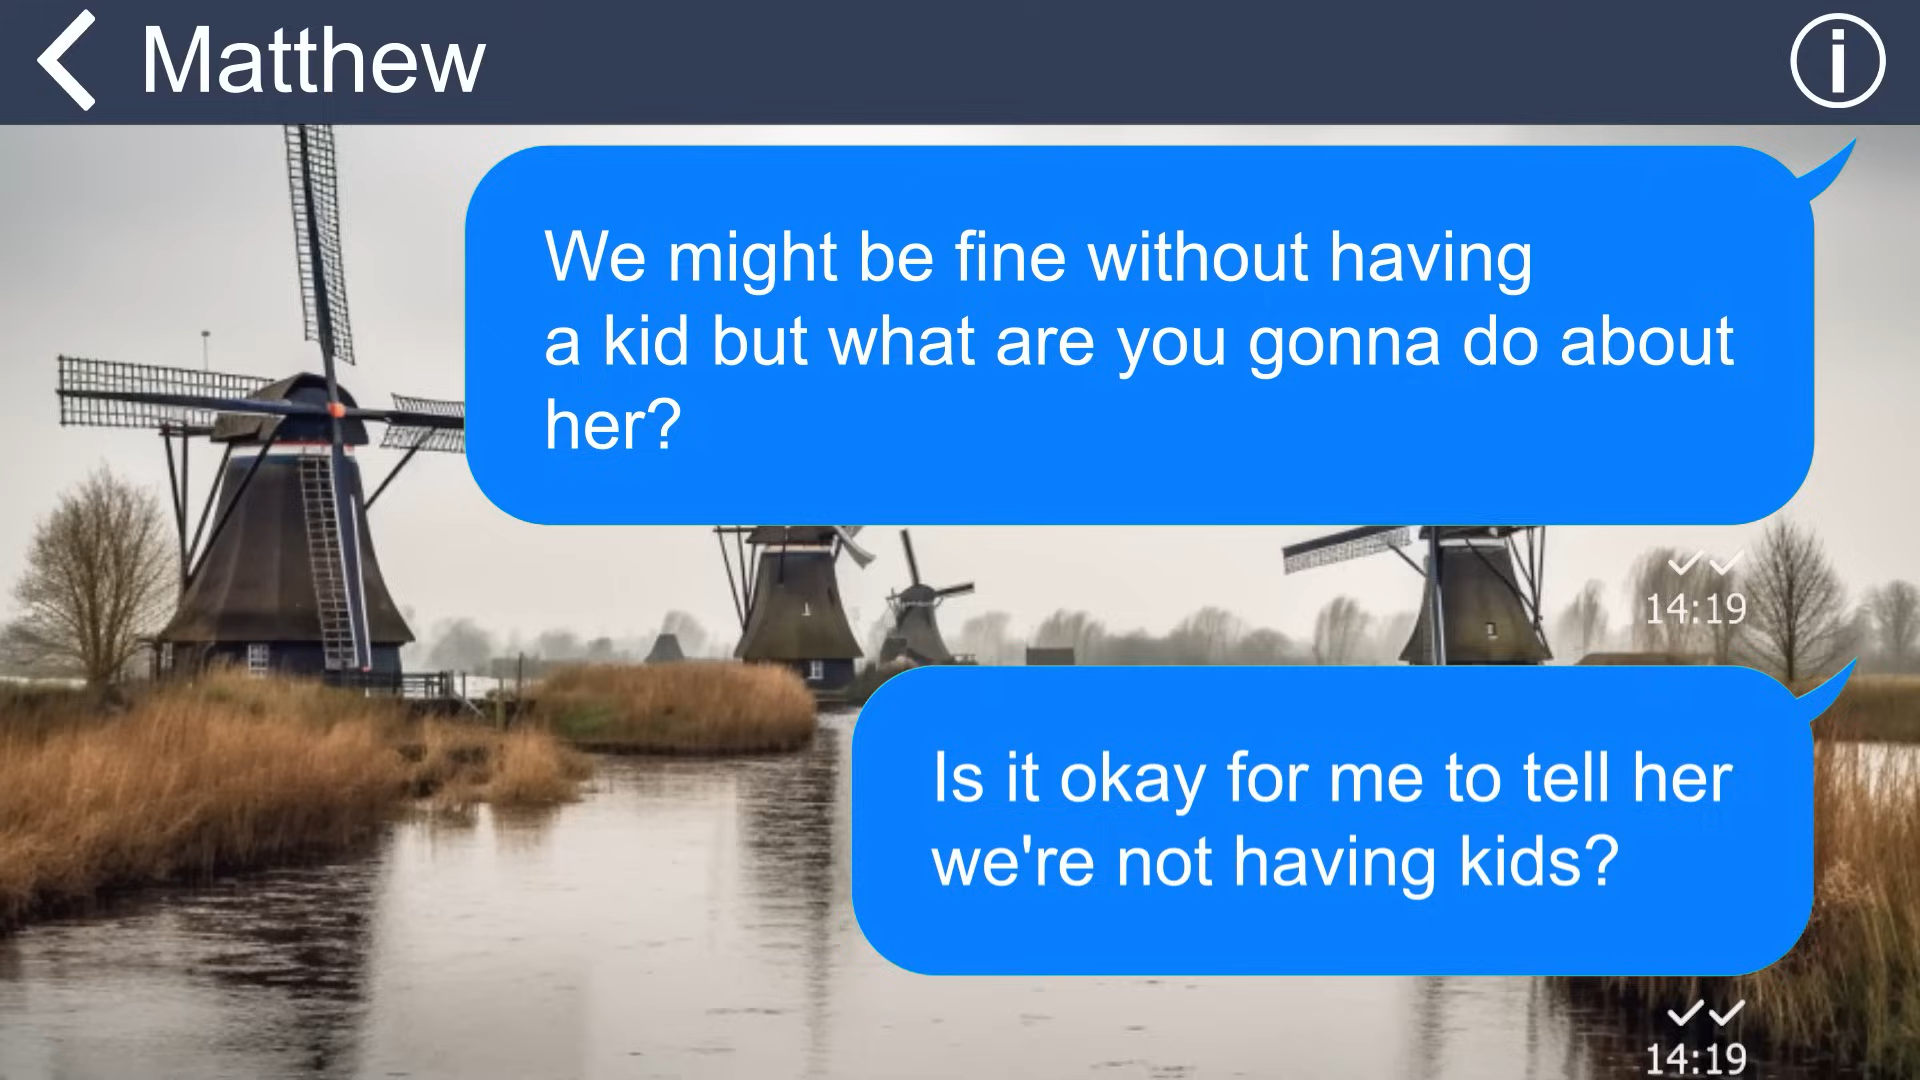 Matthew
We might be fine without having
a kid but what are you gonna do about
her?
14:19
Is it okay for me to tell her
we're not having kids?
14:19